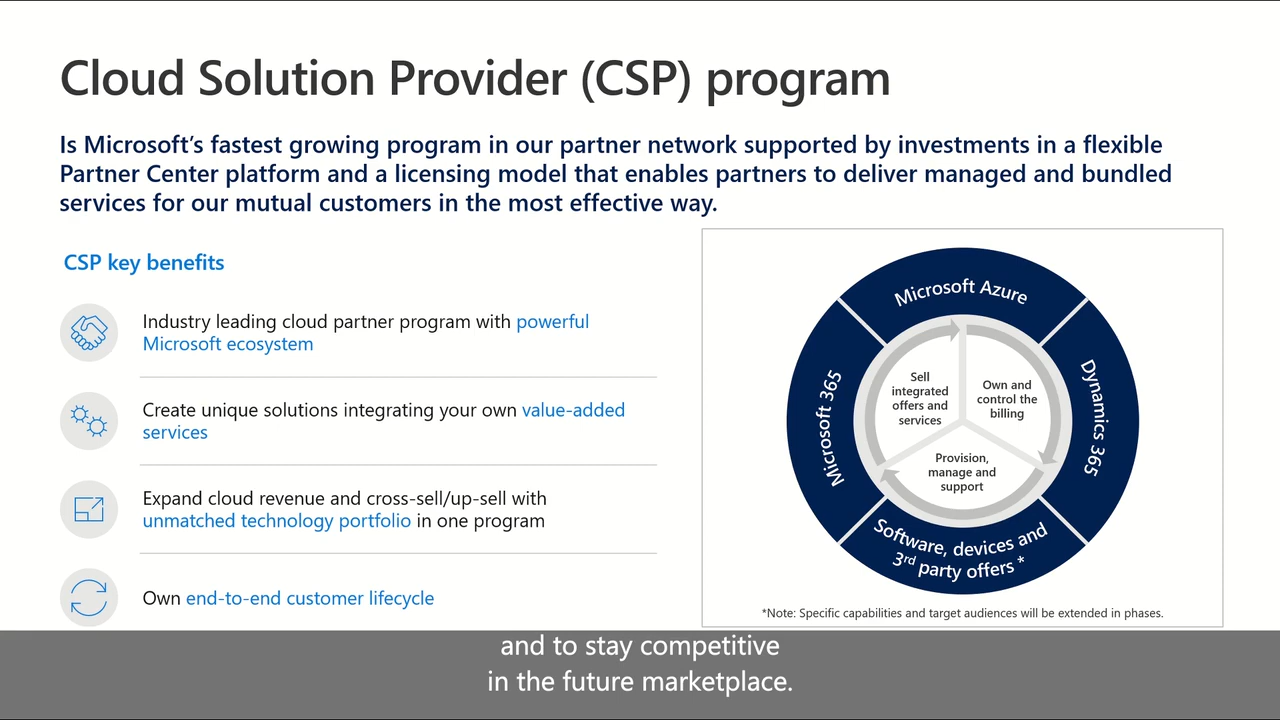 Cloud Solution Provider (CSP) program
Is Microsoft’s fastest growing program in our partner network supported by investments in a flexible
Partner Center platform and a licensing model that enables partners to deliver managed and bundled
services for our mutual customers in the most effective way.
CSP key benefits
Industry leading cloud partner program with powerful
Microsoft ecosystem
Create unique solutions integrating your own value-added
services
Expand cloud revenue and cross-sell/up-sell with
unmatched technology portfolio in one program
Own end-to-end customer lifecycle
Microsoft Azure
Dynamics 365
Software, devices and
3rd party offers *
Microsoft 365
Sell
integrated
offers and
services
Own and
control the
billing
Provision,
manage and
support
*Note: Specific capabilities and target audiences will be extended in phases.
and to stay competitive
in the future marketplace.